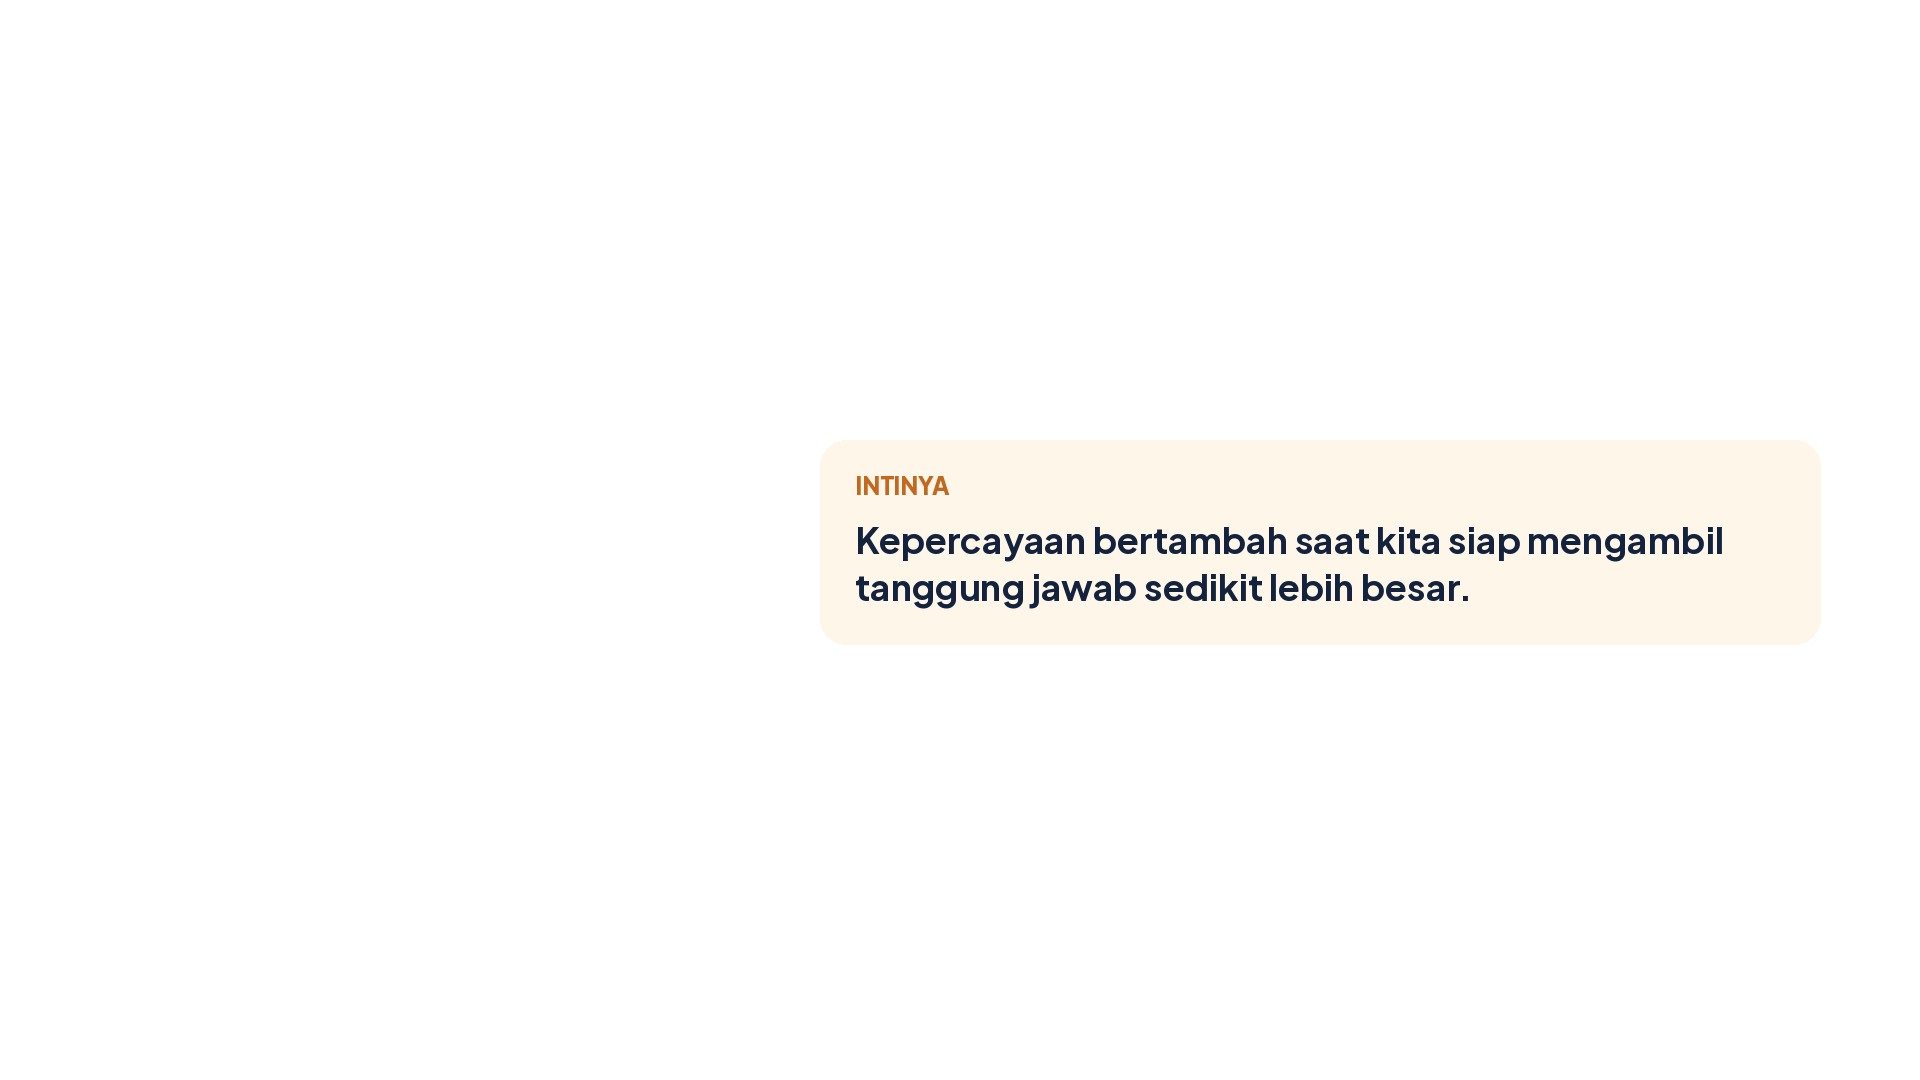 INTINYA
Kepercayaan bertambah saat kita siap mengambil
tanggung jawab sedikit lebih besar.